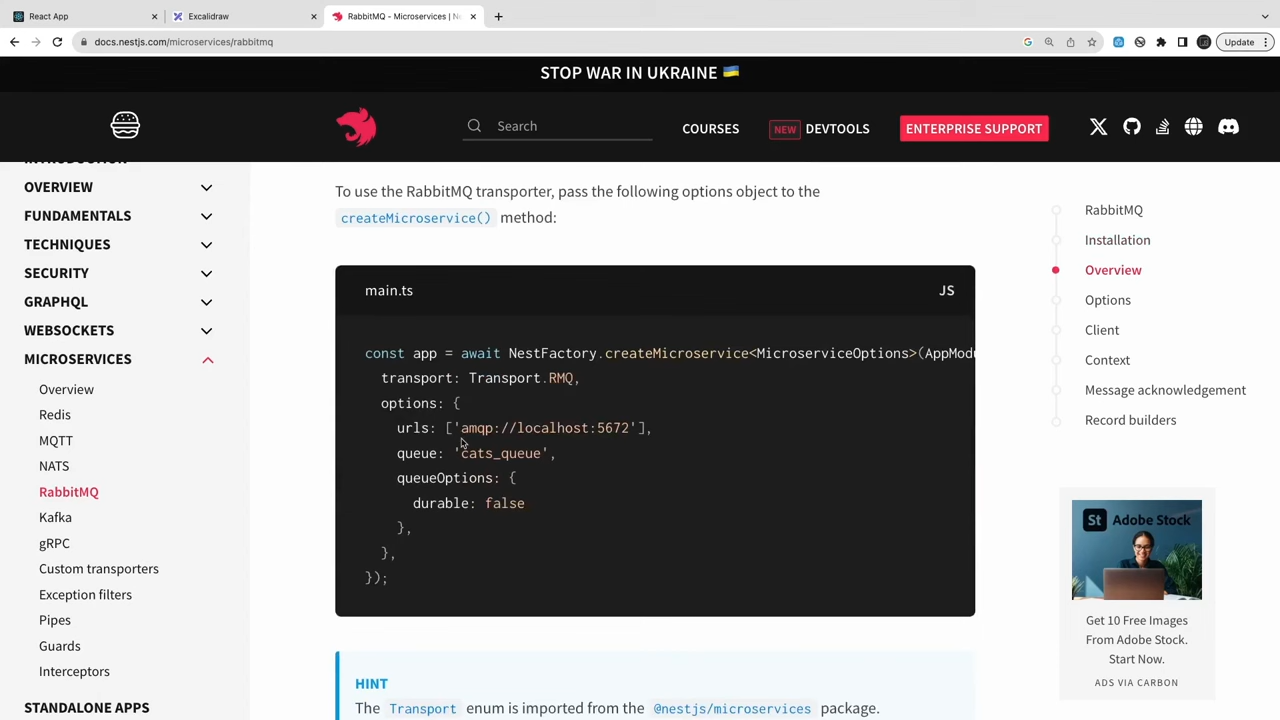 React App
Excalidraw
RabbitMQ - Microservices | N
docs.nestjs.com/microservices/rabbitmq
Update
STOP WAR IN UKRAINE 🇺🇦
Search
COURSES
NEW DEVTOOLS
ENTERPRISE SUPPORT
INTRODUCTION
OVERVIEW
FUNDAMENTALS
TECHNIQUES
SECURITY
GRAPHQL
WEBSOCKETS
MICROSERVICES
Overview
Redis
MQTT
NATS
RabbitMQ
Kafka
gRPC
Custom transporters
Exception filters
Pipes
Guards
Interceptors
STANDALONE APPS
To use the RabbitMQ transporter, pass the following options object to the
createMicroservice() method:
main.ts
JS
const app = await NestFactory.createMicroservice<MicroserviceOptions>(AppModu
transport: Transport.RMQ,
options: {
urls: ['amqp://localhost:5672'],
queue: 'cats_queue',
queueOptions: {
durable: false
},
},
});
HINT
The Transport enum is imported from the @nestjs/microservices package.
RabbitMQ
Installation
Overview
Options
Client
Context
Message acknowledgement
Record builders
St Adobe Stock
Get 10 Free Images
From Adobe Stock.
Start Now.
ADS VIA CARBON